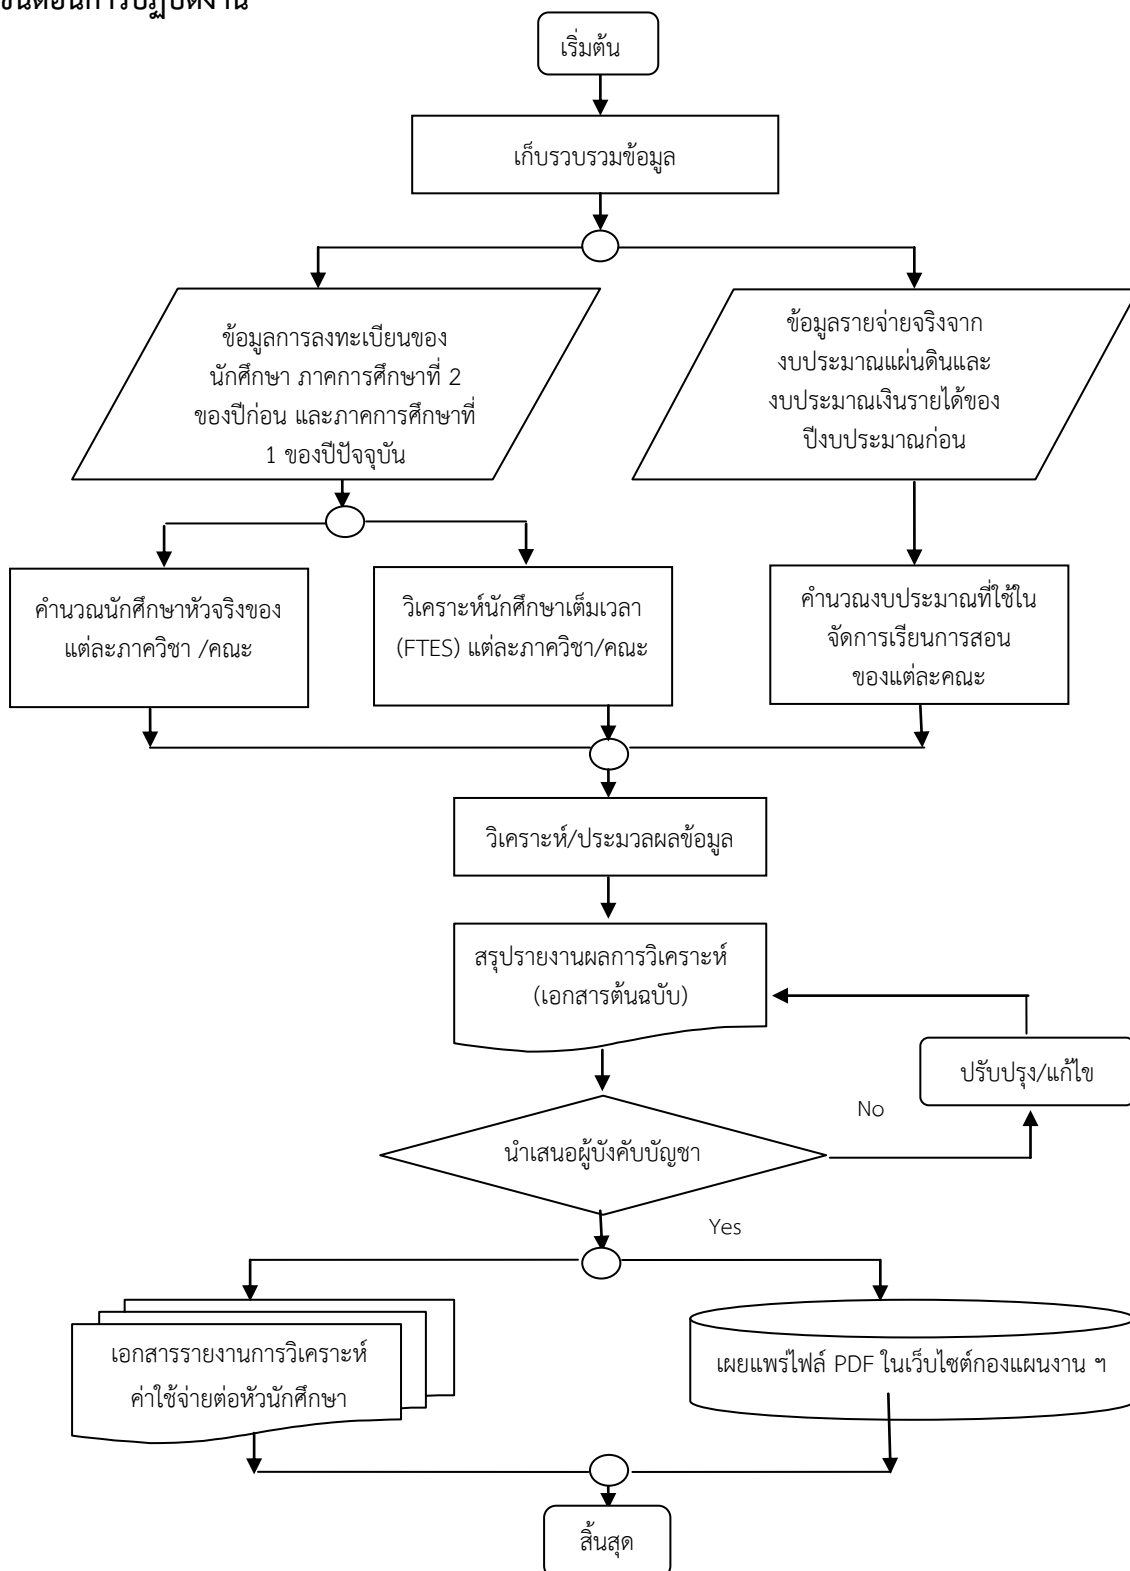 ขั้นตอนการปฏิบัติงาน
เริ่มต้น
เก็บรวบรวมข้อมูล
ข้อมูลการลงทะเบียนของ
นักศึกษา ภาคการศึกษาที่ 2
ของปีก่อน และภาคการศึกษาที่
1 ของปีปัจจุบัน
ข้อมูลรายจ่ายจริงจาก
งบประมาณแผ่นดินและ
งบประมาณเงินรายได้ของ
ปีงบประมาณก่อน
คำนวณนักศึกษาหัวจริงของ
แต่ละภาควิชา /คณะ
วิเคราะห์นักศึกษาเต็มเวลา
(FTES) แต่ละภาควิชา/คณะ
คำนวณงบประมาณที่ใช้ใน
จัดการเรียนการสอน
ของแต่ละคณะ
วิเคราะห์/ประมวลผลข้อมูล
สรุปรายงานผลการวิเคราะห์
(เอกสารต้นฉบับ)
ปรับปรุง/แก้ไข
No
นำเสนอผู้บังคับบัญชา
Yes
เอกสารรายงานการวิเคราะห์
ค่าใช้จ่ายต่อหัวนักศึกษา
เผยแพร่ไฟล์ PDF ในเว็บไซต์กองแผนงาน ฯ
สิ้นสุด